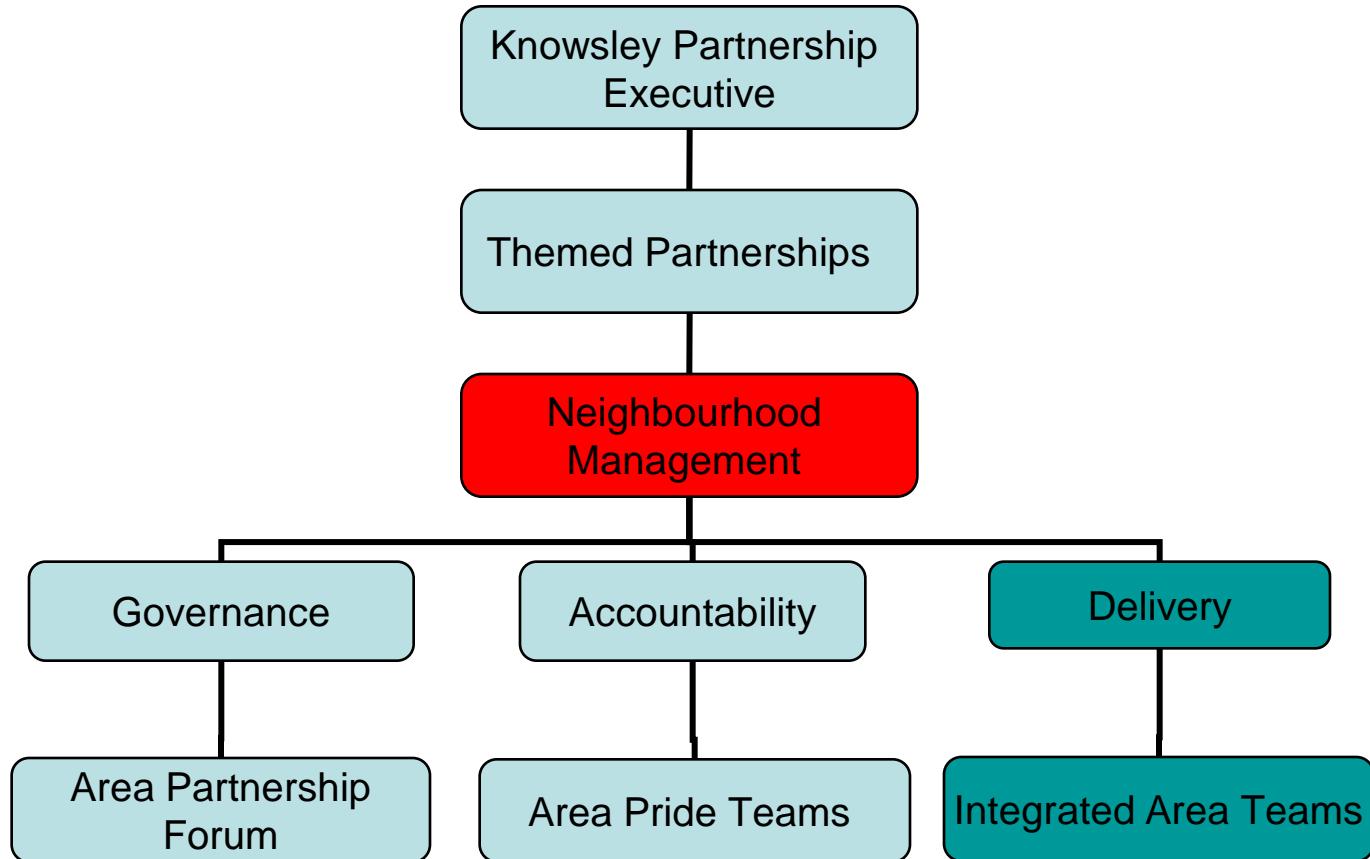 Knowsley Partnership
Executive
Themed Partnerships
Neighbourhood
Management
Governance
Accountability
Delivery
Area Partnership
Forum
Area Pride Teams
Integrated Area Teams